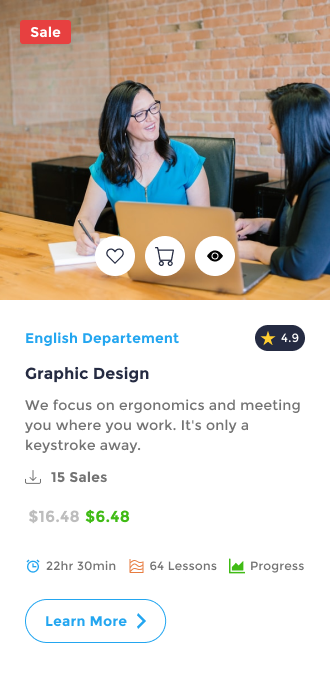 Sale
English Departement
4.9
Graphic Design
We focus on ergonomics and meeting
you where you work. It's only a
keystroke away.
15 Sales
$16.48 $6.48
22hr 30min
64 Lessons
Progress
Learn More